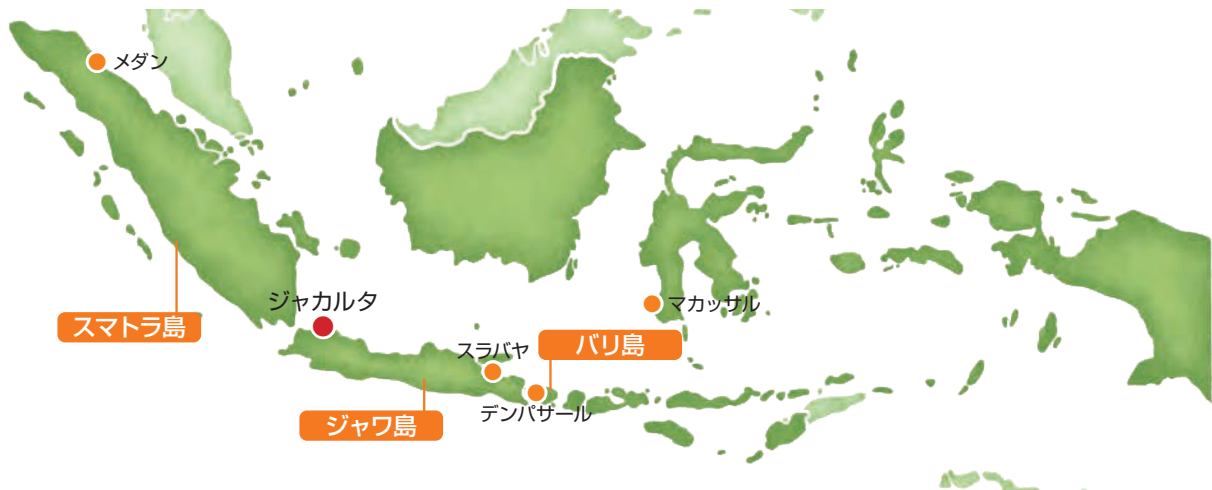 メダン
スマトラ島
ジャカルタ
マカッサル
スラバヤ
バリ島
デンパサール
ジャワ島